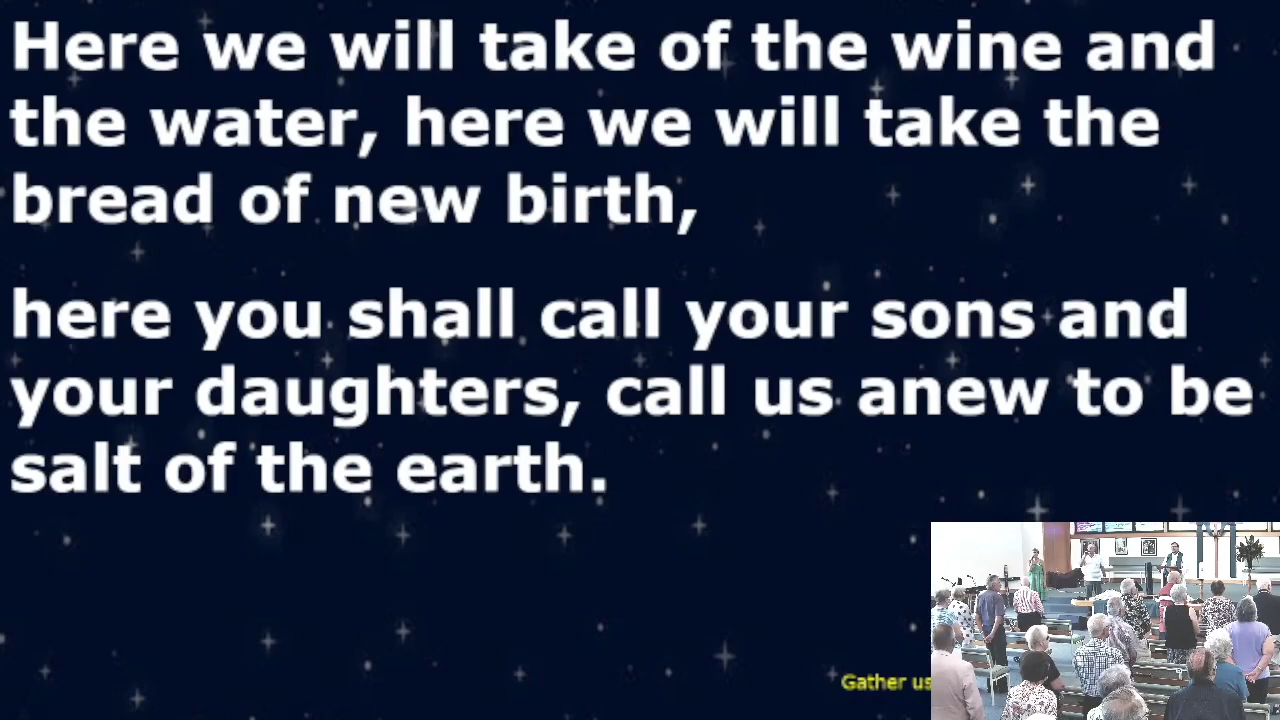 Here we will take of the wine and
the water, here we will take the
bread of new birth,
here you shall call your sons and
your daughters, call us anew to be
salt of the earth.
Gather us